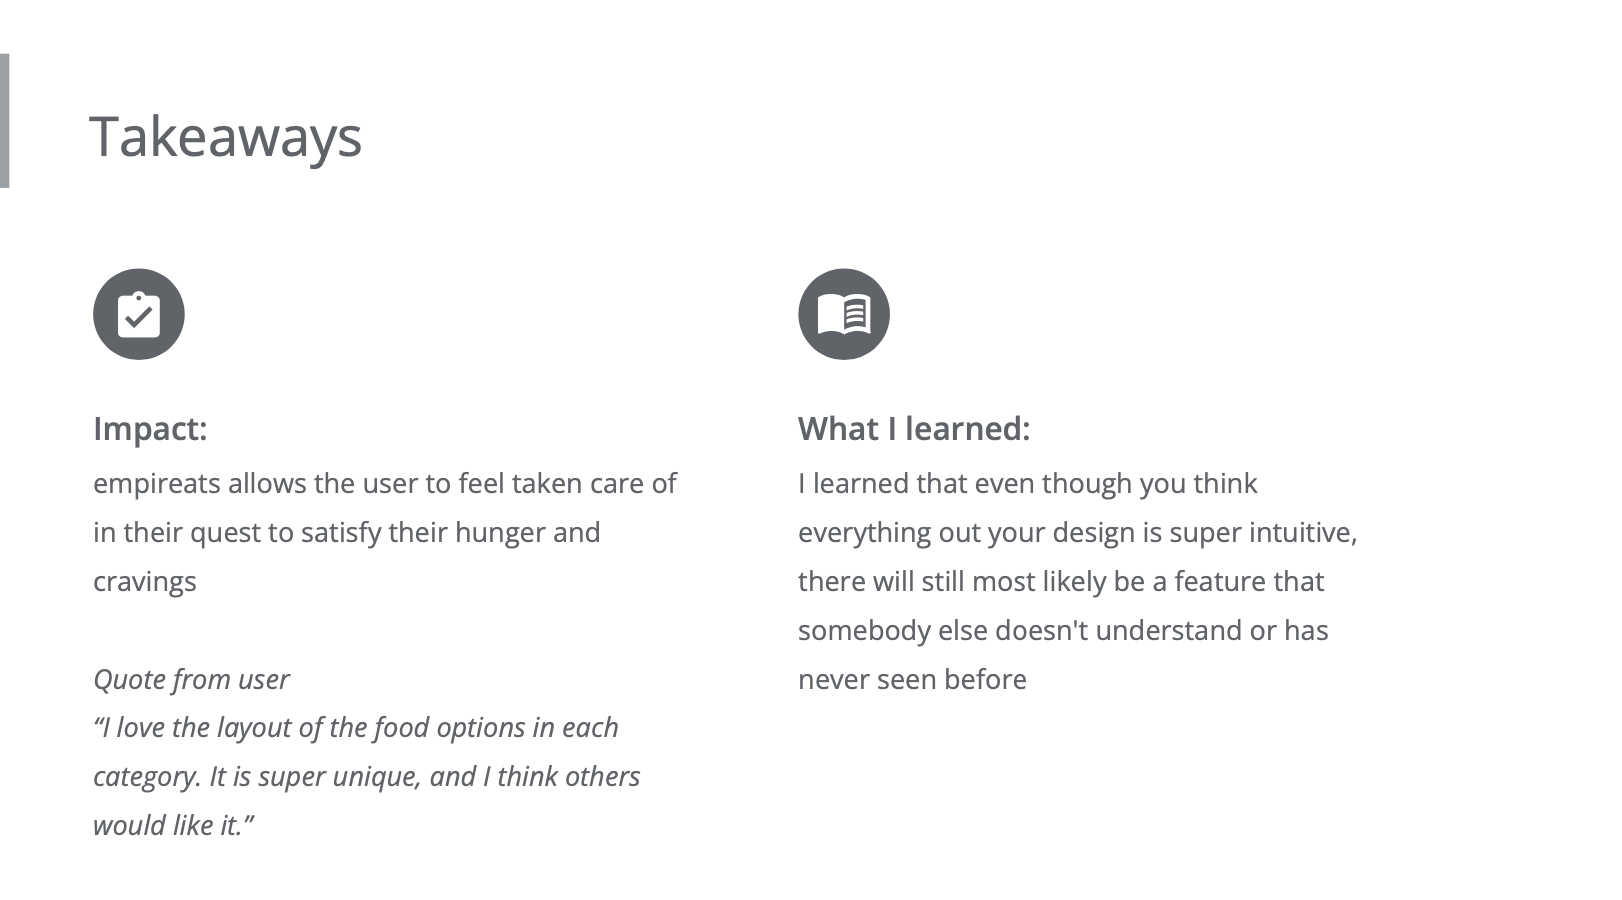 Takeaways
Impact:
empireats allows the user to feel taken care of
in their quest to satisfy their hunger and
cravings
Quote from user
“I love the layout of the food options in each
category. It is super unique, and I think others
would like it.”
What I learned:
I learned that even though you think
everything out your design is super intuitive,
there will still most likely be a feature that
somebody else doesn't understand or has
never seen before